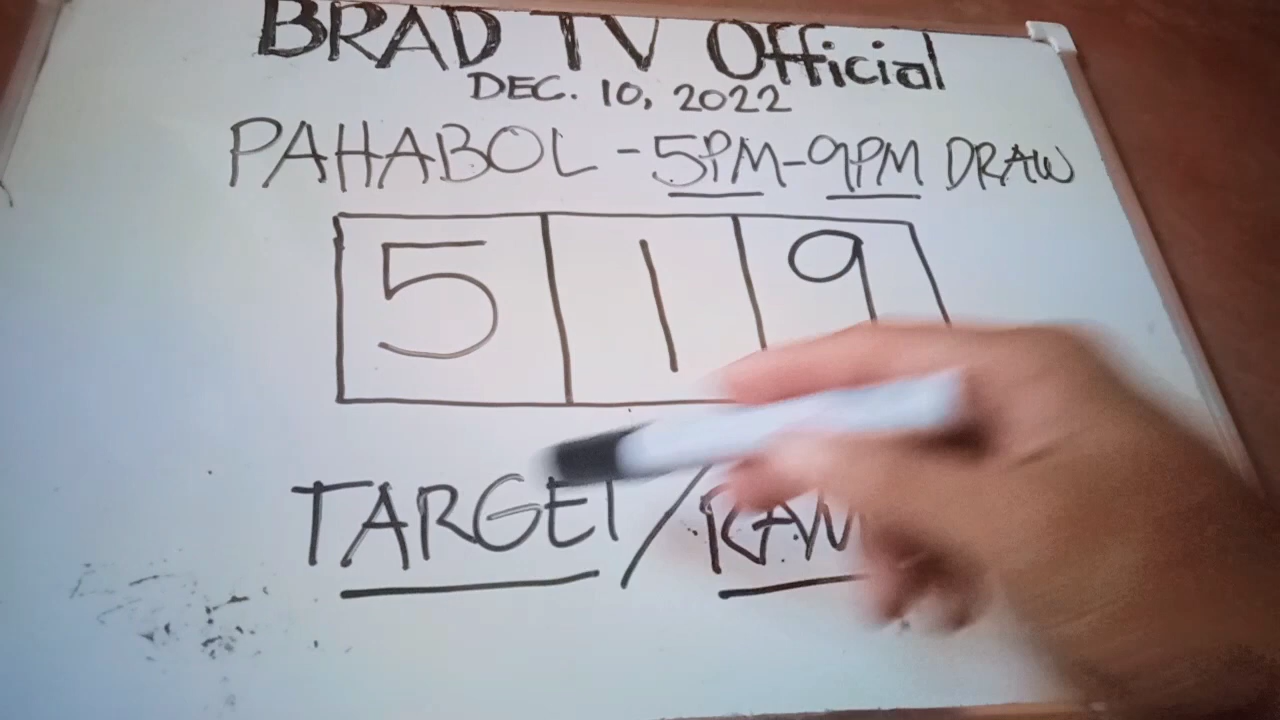 BRAD TV Official
DEC. 10, 2022
PAHABOL - 5PM-9PM DRAW
5 1 9
TARGET /